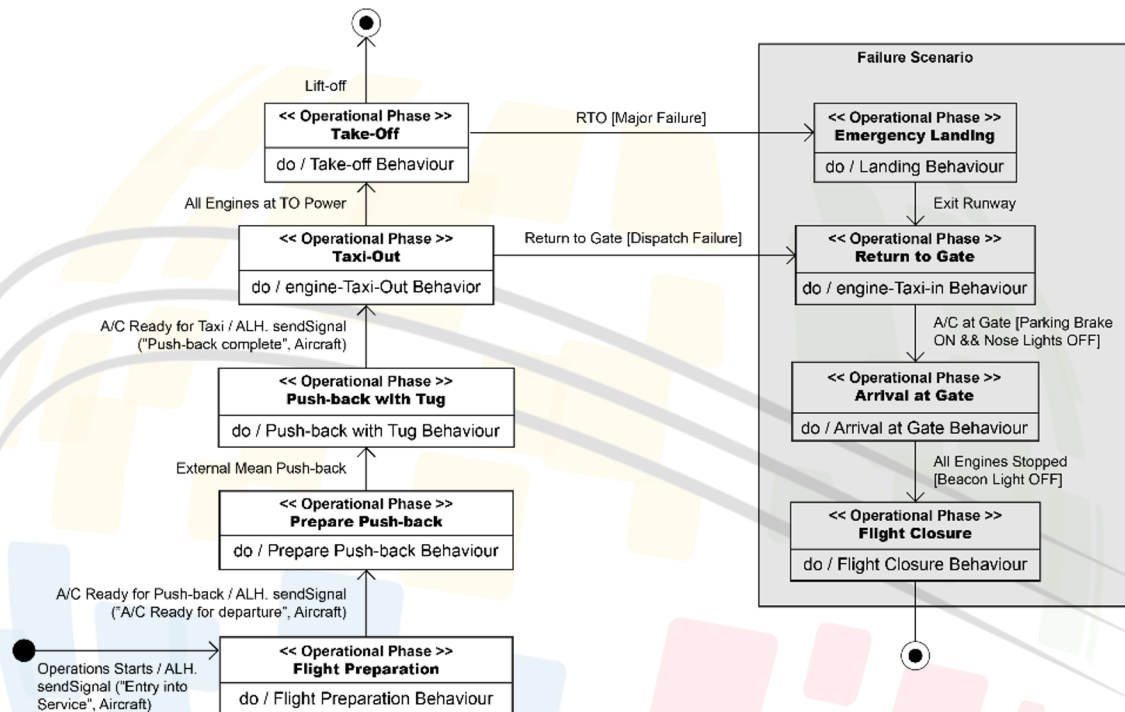 Lift-off
<< Operational Phase >>
Take-Off
do / Take-off Behaviour
RTO [Major Failure]
All Engines at TO Power
<< Operational Phase >>
Taxi-Out
do / engine-Taxi-Out Behavior
Return to Gate [Dispatch Failure]
A/C Ready for Taxi / ALH. sendSignal
("Push-back complete", Aircraft)
<< Operational Phase >>
Push-back with Tug
do / Push-back with Tug Behaviour
External Mean Push-back
<< Operational Phase >>
Prepare Push-back
do / Prepare Push-back Behaviour
A/C Ready for Push-back / ALH. sendSignal
("A/C Ready for departure", Aircraft)
Operations Starts / ALH.
sendSignal ("Entry into
Service", Aircraft)
<< Operational Phase >>
Flight Preparation
do / Flight Preparation Behaviour
Failure Scenario
<< Operational Phase >>
Emergency Landing
do / Landing Behaviour
Exit Runway
<< Operational Phase >>
Return to Gate
do / engine-Taxi-in Behaviour
A/C at Gate [Parking Brake
ON && Nose Lights OFF]
<< Operational Phase >>
Arrival at Gate
do / Arrival at Gate Behaviour
All Engines Stopped
[Beacon Light OFF]
<< Operational Phase >>
Flight Closure
do / Flight Closure Behaviour